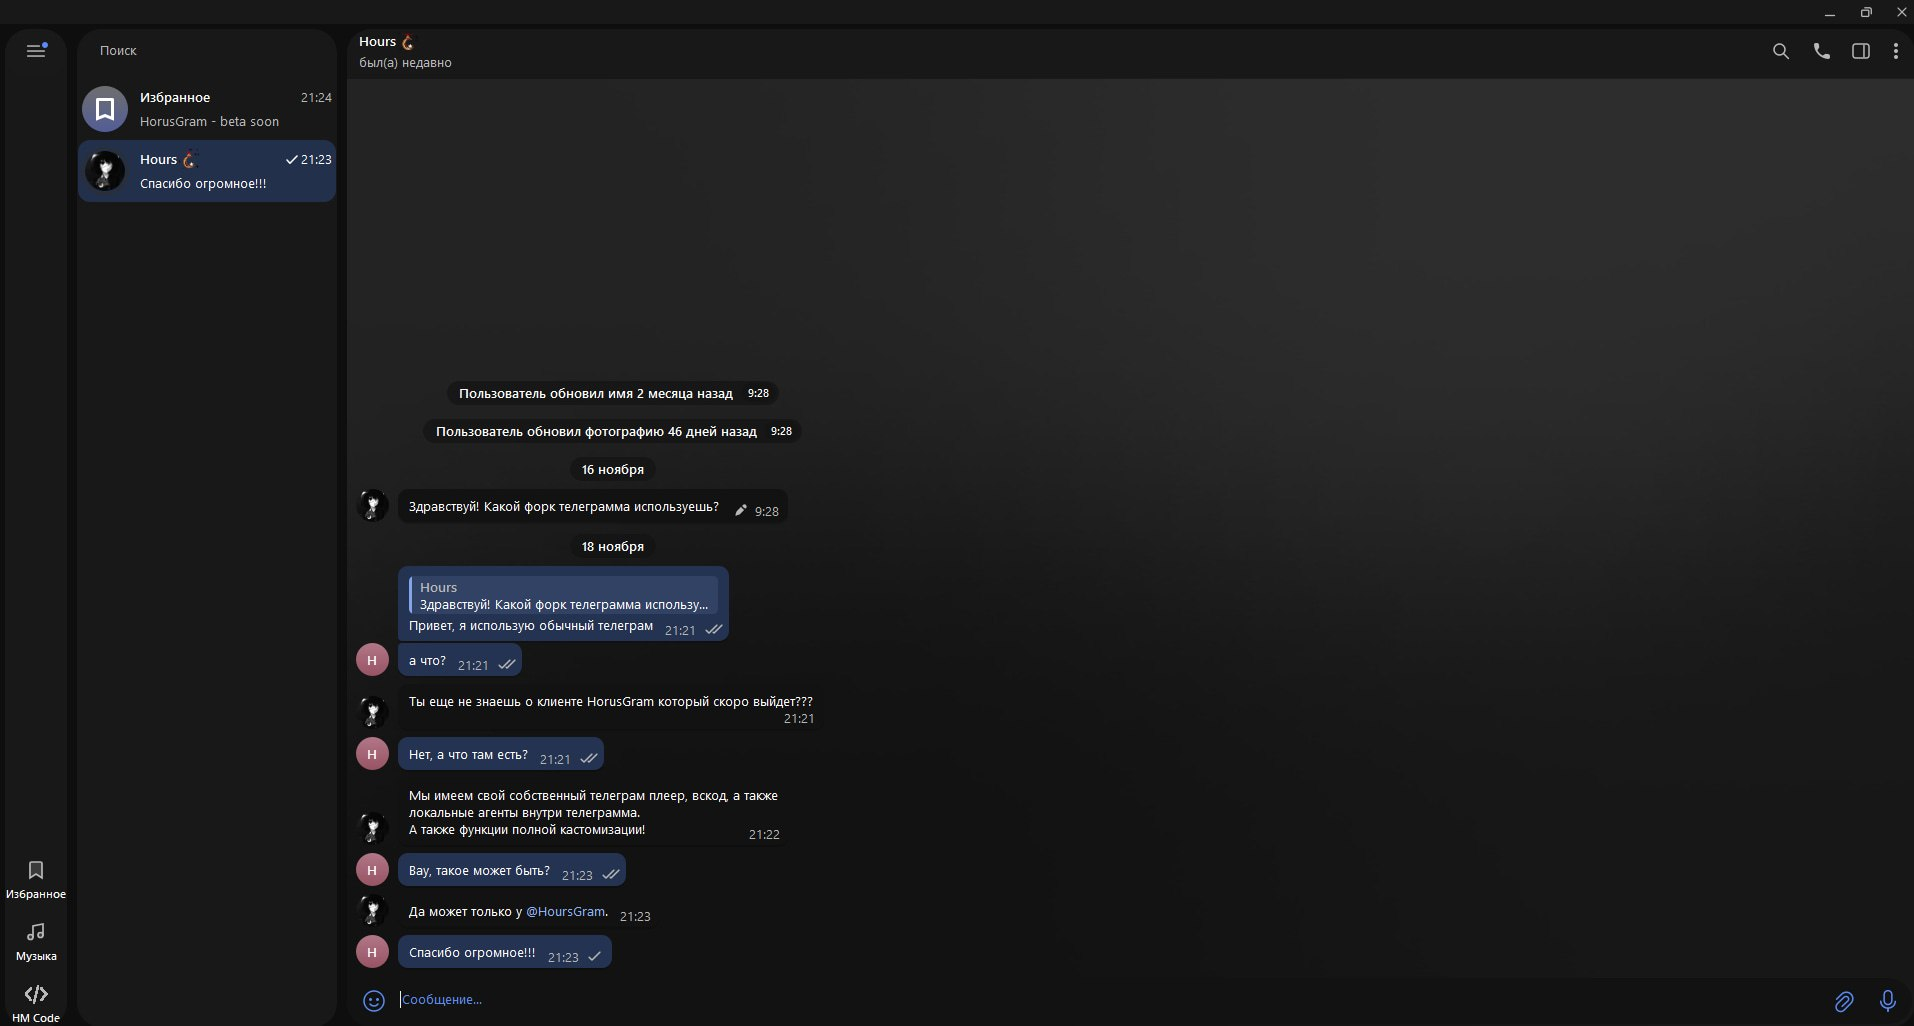 Поиск
Избранное 21:24
HorusGram - beta soon
Hours 21:23
Спасибо огромное!!!
Избранное
Музыка
HM Code
Hours
был(а) недавно
Пользователь обновил имя 2 месяца назад 9:28
Пользователь обновил фотографию 46 дней назад 9:28
16 ноября
Здравствуй! Какой форк телеграмма используешь? 9:28
18 ноября
Hours
Здравствуй! Какой форк телеграмма использу...
Привет, я использую обычный телеграм 21:21
Н
а что? 21:21
Ты еще не знаешь о клиенте HorusGram который скоро выйдет???
21:21
Н
Нет, а что там есть? 21:21
Мы имеем свой собственный телеграм плеер, вскод, а также
локальные агенты внутри телеграмма.
А также функции полной кастомизации! 21:22
Н
Вау, такое может быть? 21:23
Да может только у @HoursGram. 21:23
Н
Спасибо огромное!!! 21:23
Сообщение...